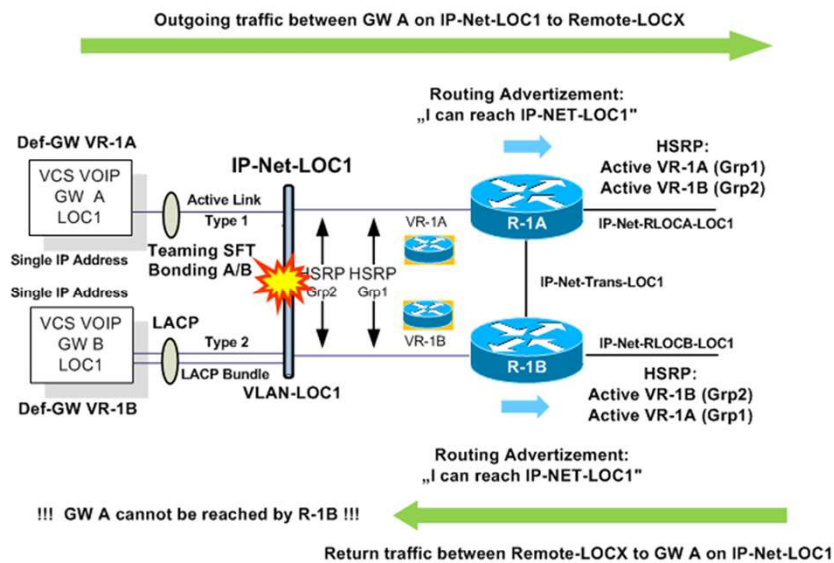 Outgoing traffic between GW A on IP-Net-LOC1 to Remote-LOCX
Routing Advertizement:
„I can reach IP-NET-LOC1"
Def-GW VR-1A
VCS VOIP
GW A
LOC1
Single IP Address
Active Link
Type 1
Teaming SFT
Bonding A/B
IP-Net-LOC1
HSRP
Grp2
HSRP
Grp1
VR-1A
R-1A
HSRP:
Active VR-1A (Grp1)
Active VR-1B (Grp2)
IP-Net-RLOCA-LOC1
IP-Net-Trans-LOC1
Single IP Address
VCS VOIP
GW B
LOC1
Def-GW VR-1B
LACP
Type 2
LACP Bundle
VLAN-LOC1
VR-1B
R-1B
IP-Net-RLOCB-LOC1
HSRP:
Active VR-1B (Grp2)
Active VR-1A (Grp1)
Routing Advertizement:
„I can reach IP-NET-LOC1"
!!! GW A cannot be reached by R-1B !!!
Return traffic between Remote-LOCX to GW A on IP-Net-LOC1